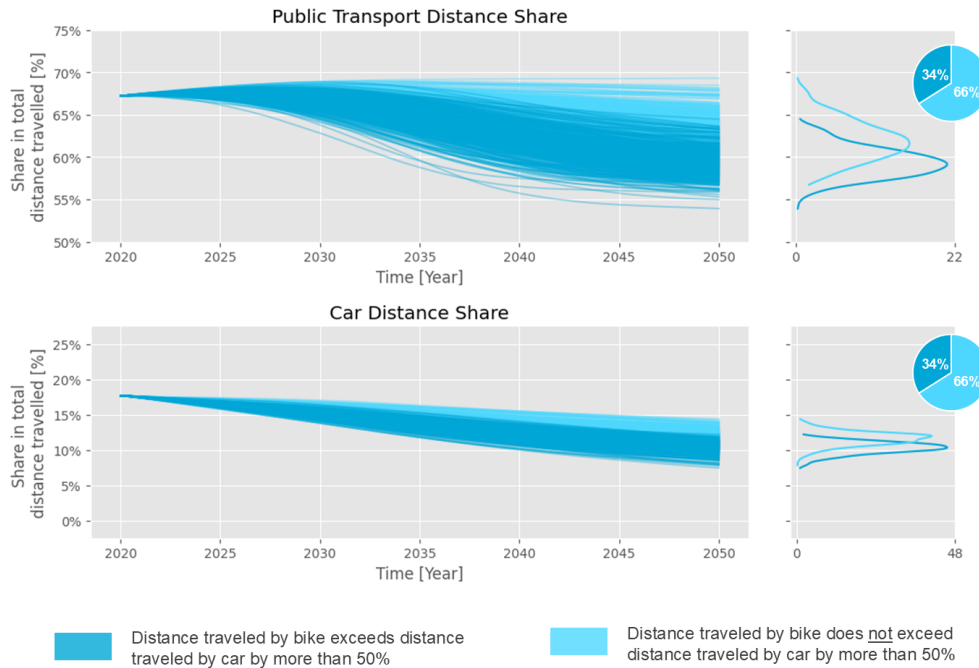 Public Transport Distance Share
75%
70%
65%
60%
55%
50%
Share in total
distance travelled [%]
2020 2025 2030 2035 2040 2045 2050
Time [Year]
34%
66%
0 22
Car Distance Share
25%
20%
15%
10%
5%
0%
Share in total
distance travelled [%]
2020 2025 2030 2035 2040 2045 2050
Time [Year]
34%
66%
0 48
Distance traveled by bike exceeds distance
traveled by car by more than 50%
Distance traveled by bike does not exceed
distance traveled by car by more than 50%